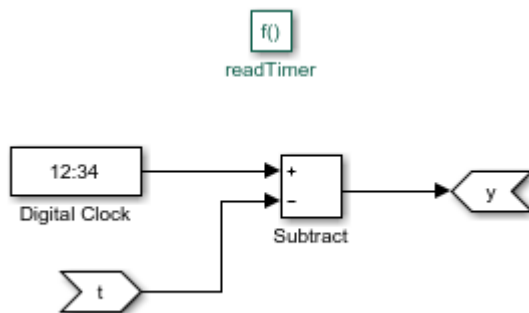 f()
readTimer
12:34
+
−
y
Digital Clock
Subtract
t